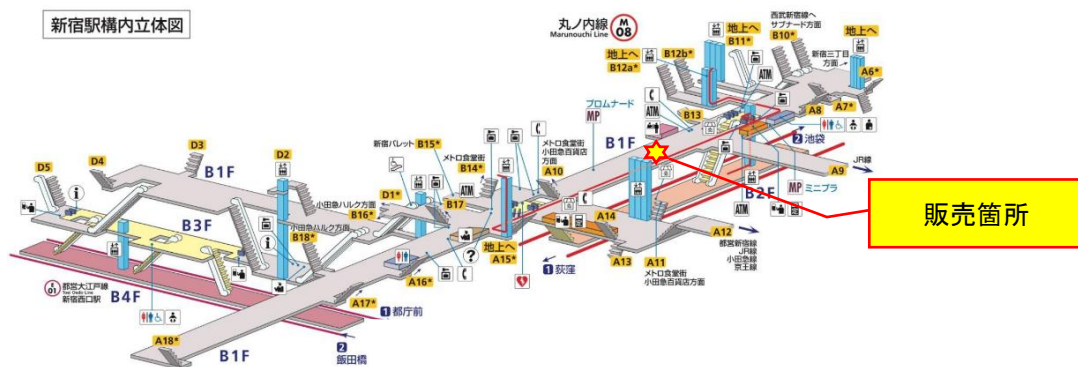 新宿駅構内立体図
丸ノ内線
Marunouchi Line
M
08
地上へ
B12a*
B12b*
地上へ
B11*
西武新宿線へ
サブナード方面
B10*
地上へ
新宿三丁目
方面
A6*
A7*
A8
ATM
ATM
B13
プロムナード
MP
B1F
2 池袋
JR線
A9
MP ミニプラ
B2F
ATM
販売箇所
D3
D4
D5
B1F
D2
新宿パレット
B15*
メトロ食堂街
B14*
メトロ食堂街
小田急百貨店
方面
A10
ATM
D1*
B17
小田急ハルク方面
B16*
小田急ハルク方面
B18*
B3F
地上へ
A15*
A14
A13
A11
メトロ食堂街
小田急百貨店方面
A12
都営新宿線
JR線
小田急線
京王線
1 荻窪
A16*
A17*
1 都庁前
E
01
都営大江戸線
Toei Oedo Line
新宿西口駅
B4F
A18*
B1F
2
飯田橋